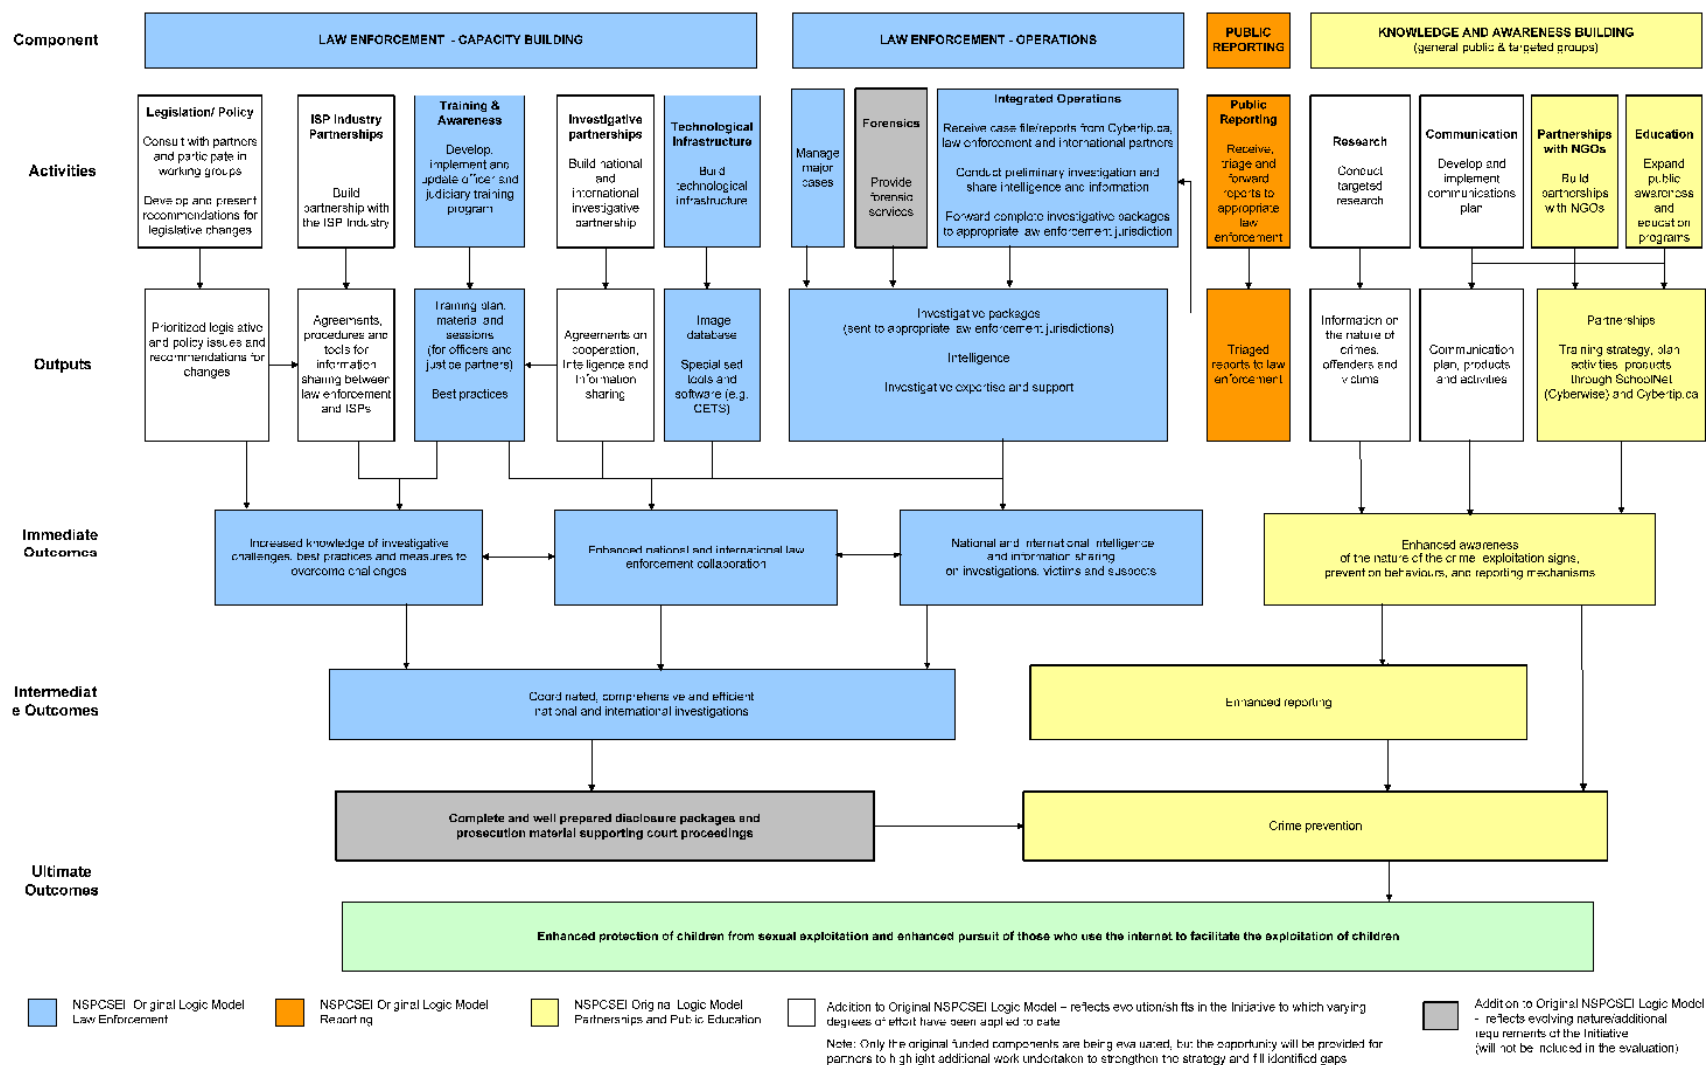 Component
LAW ENFORCEMENT - CAPACITY BUILDING
LAW ENFORCEMENT - OPERATIONS
PUBLIC
REPORTING
KNOWLEDGE AND AWARENESS BUILDING
(general public & targeted groups)
Activities
Legislation/ Policy
Consult with partners
and participate in
working groups
Develop and present
recommendations for
legislative changes
ISP Industry
Partnerships
Build
partnership with
the ISP Industry
Training &
Awareness
Develop,
implement and
update officer and
judiciary training
program
Investigative
partnerships
Build national
and
international
investigative
partnership
Technological
Infrastructure
Build
technological
infrastructure
Manage
major
cases
Forensics
Provide
forensic
services
Integrated Operations
Receive case file/reports from Cybertip.ca,
law enforcement and international partners
Conduct preliminary investigation and
share intelligence and information
Forward complete investigative packages
to appropriate law enforcement jurisdiction
Public
Reporting
Receive,
triage and
forward
reports to
appropriate
law
enforcement
Research
Conduct
targeted
research
Communication
Develop and
implement
communications
plan
Partnerships
with NGOs
Build
partnerships
with NGOs
Education
Expand
public
awareness
and
education
programs
Outputs
Prioritized legislative
and policy issues and
recommendations for
changes
Agreements,
procedures and
tools for
information
sharing between
law enforcement
and ISPs
Training plan,
material and
sessions
(for officers and
justice partners)
Best practices
Agreements on
cooperation,
Intelligence and
Information
sharing
Image
database
Specialised
tools and
software (e.g.
CETS)
Investigative packages
(sent to appropriate law enforcement jurisdictions)
Intelligence
Investigative expertise and support
Triaged
reports to law
enforcement
Information on
the nature of
crimes,
offenders and
victims
Communication
plan, products
and activities
Partnerships
Training strategy, plan
activities, products
through SchoolNet
(Cyberwise) and Cybertip.ca
Immediate
Outcomes
Increased knowledge of investigative
challenges, best practices and measures to
overcome challenges
Enhanced national and international law
enforcement collaboration
National and International Intelligence
and information sharing
on investigations, victims and suspects
Enhanced awareness
of the nature of the crime, exploitation signs,
prevention behaviours, and reporting mechanisms
Intermediat
e Outcomes
Coordinated, comprehensive and efficient
national and international investigations
Enhanced reporting
Ultimate
Outcomes
Complete and well prepared disclosure packages and
prosecution material supporting court proceedings
Crime prevention
Enhanced protection of children from sexual exploitation and enhanced pursuit of those who use the internet to facilitate the exploitation of children
NSPCSEI Original Logic Model
Law Enforcement
NSPCSEI Original Logic Model
Reporting
NSPCSEI Original Logic Model
Partnerships and Public Education
Addition to Original NSPCSEI Logic Model – reflects evolution/shifts in the Initiative to which varying
degrees of effort have been applied to date
Note: Only the original funded components are being evaluated, but the opportunity will be provided for
partners to highlight additional work undertaken to strengthen the strategy and fill identified gaps
Addition to Original NSPCSEI Logic Model
- reflects evolving nature/additional
requirements of the Initiative
(will not be included in the evaluation)